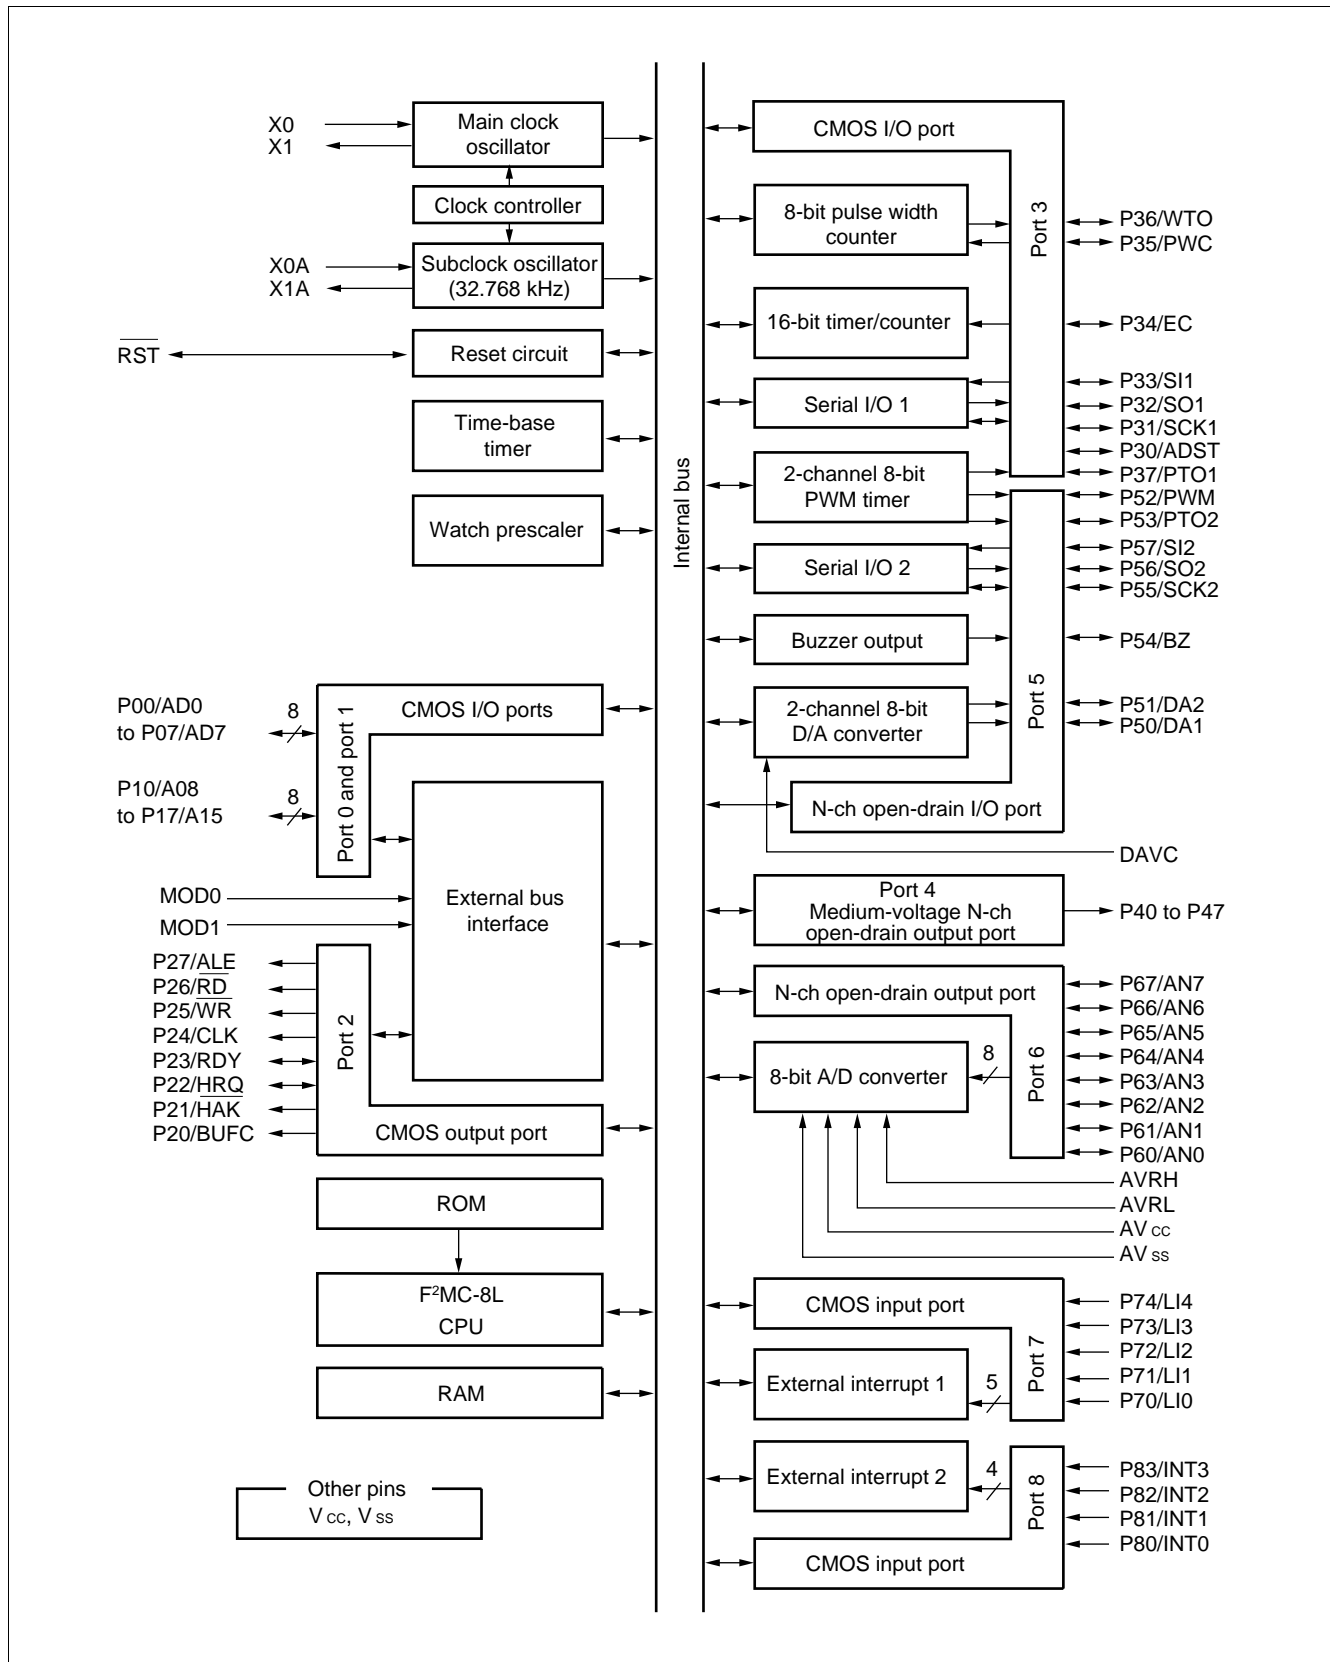 X0
X1
Main clock
oscillator
Clock controller
X0A
X1A
Subclock oscillator
(32.768 kHz)
RST
Reset circuit
Time-base
timer
Watch prescaler
P00/AD0
to P07/AD7
8
CMOS I/O ports
P10/A08
to P17/A15
8
Port 0 and port 1
MOD0
MOD1
External bus
interface
P27/ALE
P26/RD
P25/WR
P24/CLK
P23/RDY
P22/HRQ
P21/HAK
P20/BUFC
Port 2
CMOS output port
ROM
F²MC-8L
CPU
RAM
Other pins
VCC, VSS
Internal bus
CMOS I/O port
Port 3
8-bit pulse width
counter
P36/WTO
P35/PWC
16-bit timer/counter
P34/EC
Serial I/O 1
P33/SI1
P32/SO1
P31/SCK1
P30/ADST
P37/PTO1
2-channel 8-bit
PWM timer
P52/PWM
P53/PTO2
Serial I/O 2
P57/SI2
P56/SO2
P55/SCK2
Buzzer output
P54/BZ
Port 5
2-channel 8-bit
D/A converter
P51/DA2
P50/DA1
N-ch open-drain I/O port
DAVC
Port 4
Medium-voltage N-ch
open-drain output port
P40 to P47
N-ch open-drain output port
Port 6
8-bit A/D converter
8
P67/AN7
P66/AN6
P65/AN5
P64/AN4
P63/AN3
P62/AN2
P61/AN1
P60/AN0
AVRH
AVRL
AVCC
AVSS
CMOS input port
Port 7
External interrupt 1
5
P74/LI4
P73/LI3
P72/LI2
P71/LI1
P70/LI0
External interrupt 2
4
Port 8
P83/INT3
P82/INT2
P81/INT1
P80/INT0
CMOS input port